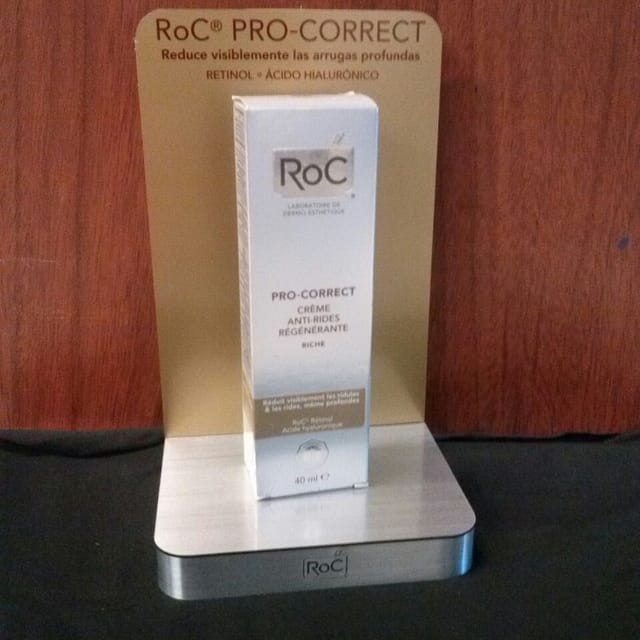 RoC® PRO-CORRECT
Reduce visiblemente las arrugas profundas
RETINOL + ÁCIDO HIALURÓNICO
RoC®
LABORATOIRE DE
DERMO-ESTHÉTIQUE
PRO-CORRECT
CRÈME
ANTI-RIDES
RÉGÉNÉRANTE
RICHE
Réduit visiblement les ridules
& les rides, même profondes
RoC® Rétinol
Acide hyaluronique
40 ml ℮
RoC